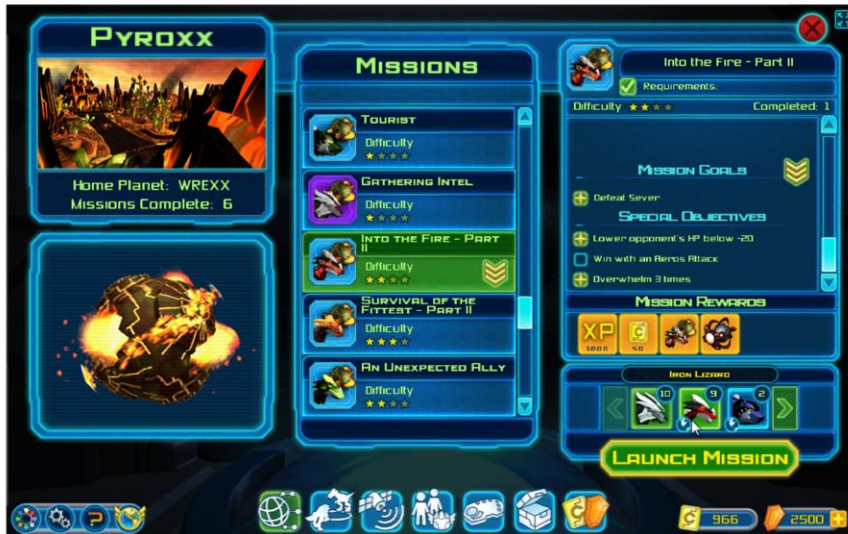 Pyroxx
Home Planet: WREXX
Missions Complete: 6
Missions
Tourist
Difficulty
Gathering Intel
Difficulty
Into the Fire - Part
II
Difficulty
Survival of the
Fittest - Part II
Difficulty
An Unexpected Ally
Difficulty
Into the Fire - Part II
Requirements:
Difficulty
Completed: 1
Mission Goals
Defeat Sever
Special Objectives
Lower opponent's HP below -20
Win with an Aeros Attack
Overwhelm 3 times
Mission Rewards
XP
1000
C
50
Iron Lizard
10
9
2
Launch Mission
?
C
C
966
2500